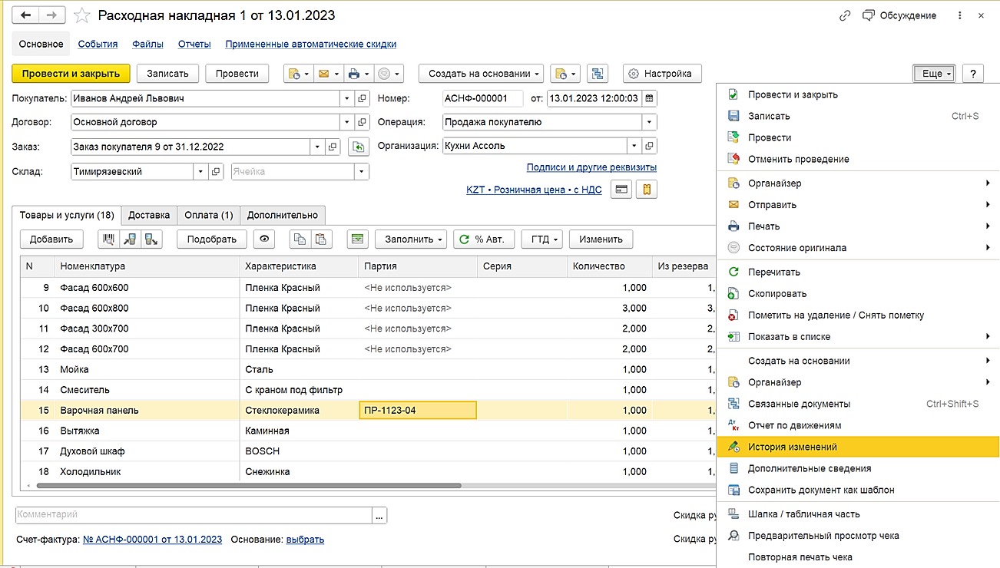 Расходная накладная 1 от 13.01.2023 Обсуждение
Основное События Файлы Отчеты Примененные автоматические скидки
Провести и закрыть Записать Провести Создать на основании Настройка Еще ?
Покупатель: Иванов Андрей Львович Номер: АСНФ-000001 от: 13.01.2023 12:00:03
Договор: Основной договор Операция: Продажа покупателю
Заказ: Заказ покупателя 9 от 31.12.2022 Организация: Кухни Ассоль
Склад: Тимирязевский Ячейка Подписи и другие реквизиты
KZT • Розничная цена • с НДС
Товары и услуги (18) Доставка Оплата (1) Дополнительно
Добавить Подобрать Заполнить % Авт. ГТД Изменить
N Номенклатура Характеристика Партия Серия Количество Из резерва
9 Фасад 600х600 Пленка Красный <Не используется> 1,000 1,
10 Фасад 600х800 Пленка Красный <Не используется> 3,000 3,
11 Фасад 300х700 Пленка Красный <Не используется> 2,000 2,
12 Фасад 600х700 Пленка Красный <Не используется> 2,000 2,
13 Мойка Сталь 1,000 1,
14 Смеситель С краном под фильтр 1,000 1,
15 Варочная панель Стеклокерамика ПР-1123-04 1,000 1,
16 Вытяжка Каминная 1,000 1,
17 Духовой шкаф BOSCH 1,000 1,
18 Холодильник Снежинка 1,000 1,
Комментарий ... Скидка ру
Счет-фактура: № АСНФ-000001 от 13.01.2023 Основание: выбрать Скидка ру
Провести и закрыть
Записать Ctrl+S
Провести
Отменить проведение
Органайзер
Отправить
Печать
Состояние оригинала
Перечитать
Скопировать
Пометить на удаление / Снять пометку
Показать в списке
Создать на основании
Органайзер
Связанные документы Ctrl+Shift+S
Дт Кт Отчет по движениям
История изменений
Дополнительные сведения
Сохранить документ как шаблон
Шапка / табличная часть
Предварительный просмотр чека
Повторная печать чека